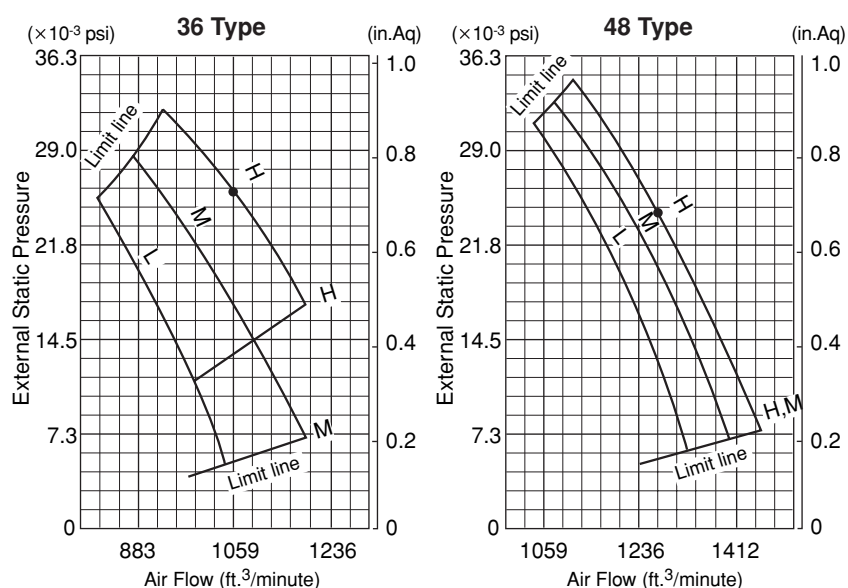 36 Type
(×10⁻³ psi)
(in.Aq)
36.3
29.0
21.8
14.5
7.3
0
1.0
0.8
0.6
0.4
0.2
0
External Static Pressure
Limit line
H
M
L
H
M
Limit line
883 1059 1236
Air Flow (ft.³/minute)
48 Type
(×10⁻³ psi)
(in.Aq)
36.3
29.0
21.8
14.5
7.3
0
1.0
0.8
0.6
0.4
0.2
0
External Static Pressure
Limit line
H
M
L
H,M
Limit line
1059 1236 1412
Air Flow (ft.³/minute)